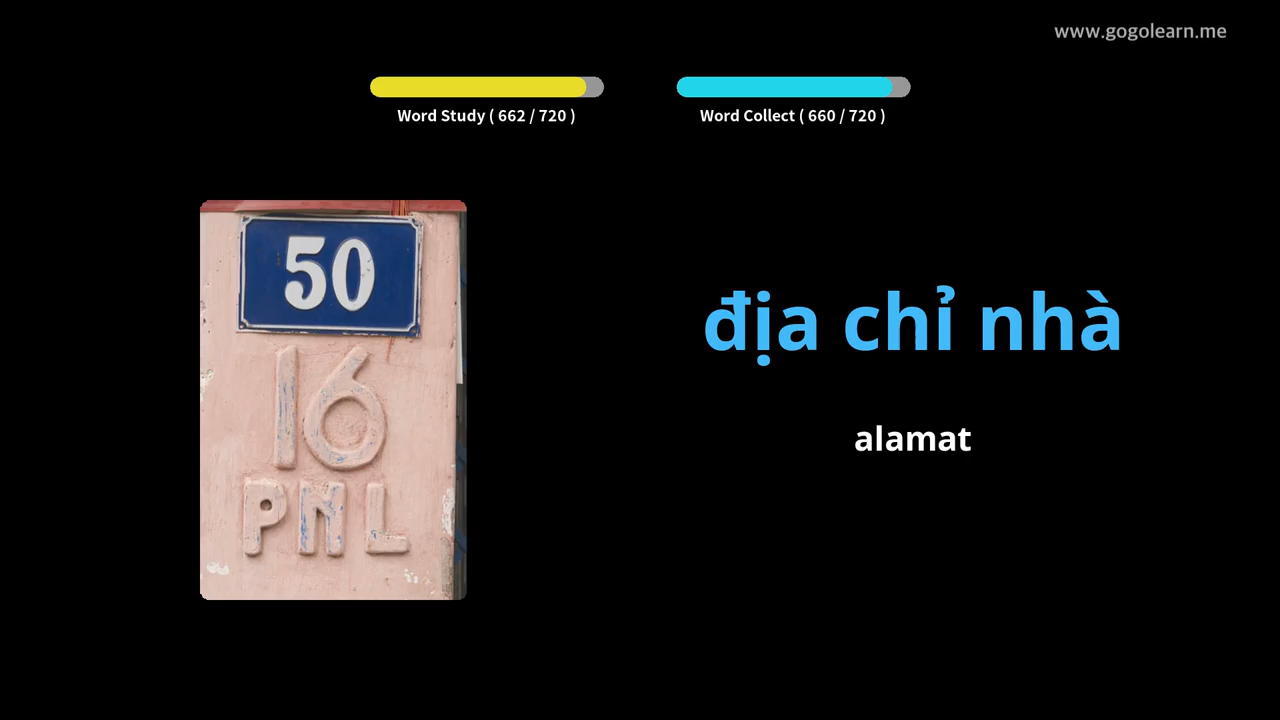 www.gogolearn.me
Word Study ( 662 / 720 )
Word Collect ( 660 / 720 )
50
16
PNL
địa chỉ nhà
alamat